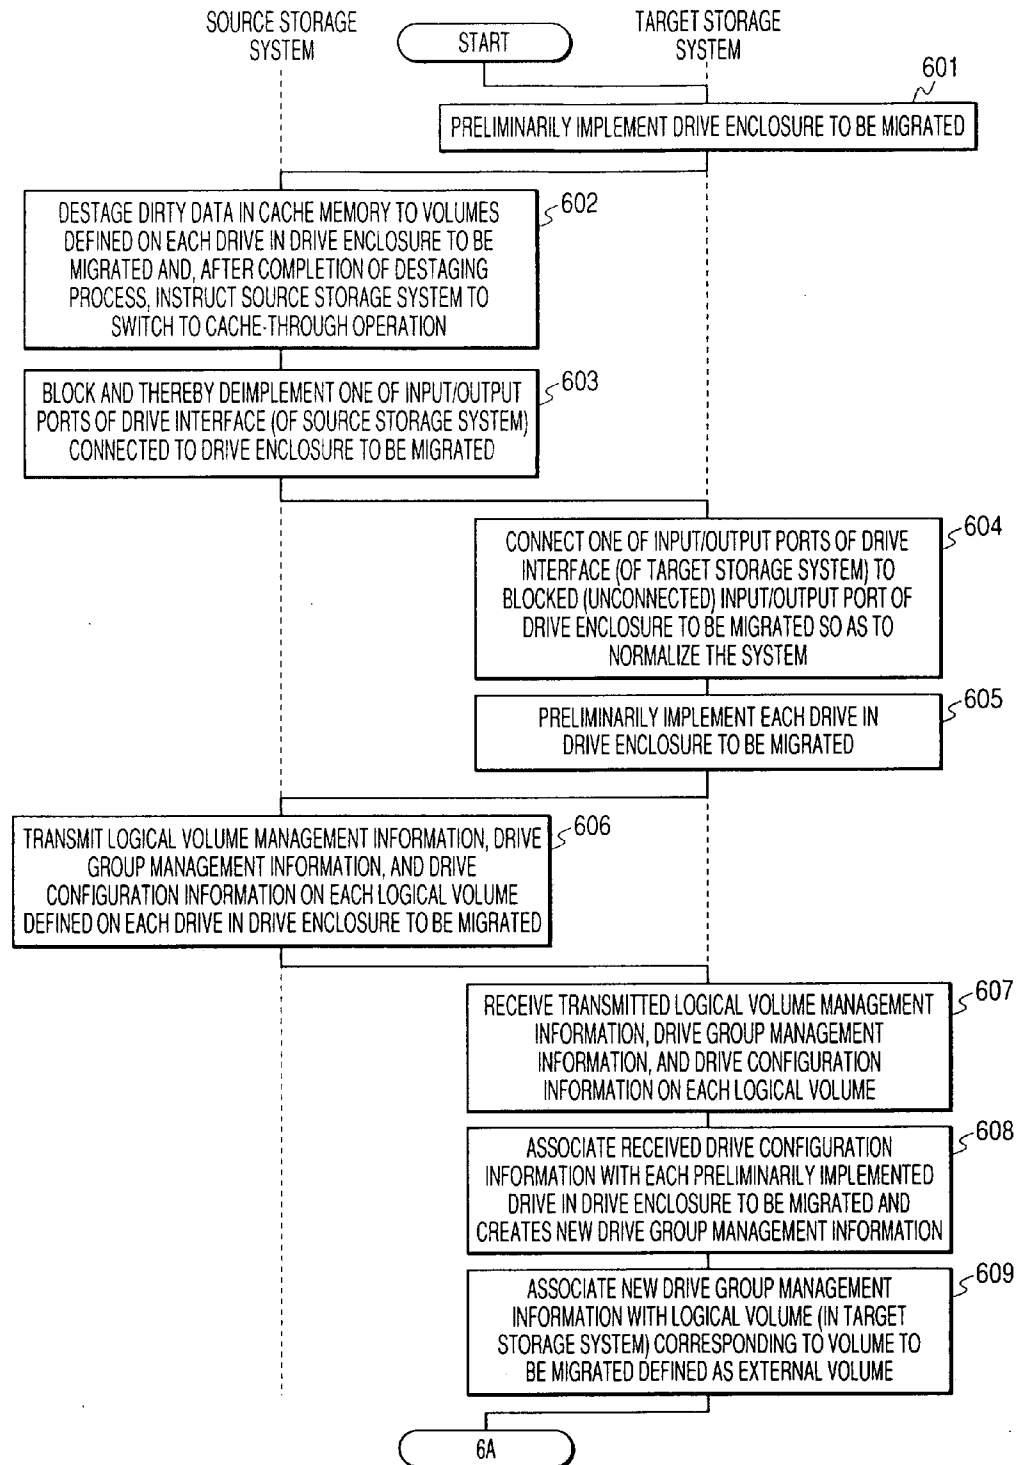 SOURCE STORAGE
SYSTEM
START
TARGET STORAGE
SYSTEM
601
PRELIMINARILY IMPLEMENT DRIVE ENCLOSURE TO BE MIGRATED
602
DESTAGE DIRTY DATA IN CACHE MEMORY TO VOLUMES
DEFINED ON EACH DRIVE IN DRIVE ENCLOSURE TO BE
MIGRATED AND, AFTER COMPLETION OF DESTAGING
PROCESS, INSTRUCT SOURCE STORAGE SYSTEM TO
SWITCH TO CACHE-THROUGH OPERATION
603
BLOCK AND THEREBY DEIMPLEMENT ONE OF INPUT/OUTPUT
PORTS OF DRIVE INTERFACE (OF SOURCE STORAGE SYSTEM)
CONNECTED TO DRIVE ENCLOSURE TO BE MIGRATED
604
CONNECT ONE OF INPUT/OUTPUT PORTS OF DRIVE
INTERFACE (OF TARGET STORAGE SYSTEM) TO
BLOCKED (UNCONNECTED) INPUT/OUTPUT PORT OF
DRIVE ENCLOSURE TO BE MIGRATED SO AS TO
NORMALIZE THE SYSTEM
605
PRELIMINARILY IMPLEMENT EACH DRIVE IN
DRIVE ENCLOSURE TO BE MIGRATED
606
TRANSMIT LOGICAL VOLUME MANAGEMENT INFORMATION, DRIVE
GROUP MANAGEMENT INFORMATION, AND DRIVE
CONFIGURATION INFORMATION ON EACH LOGICAL VOLUME
DEFINED ON EACH DRIVE IN DRIVE ENCLOSURE TO BE MIGRATED
607
RECEIVE TRANSMITTED LOGICAL VOLUME MANAGEMENT
INFORMATION, DRIVE GROUP MANAGEMENT
INFORMATION, AND DRIVE CONFIGURATION
INFORMATION ON EACH LOGICAL VOLUME
608
ASSOCIATE RECEIVED DRIVE CONFIGURATION
INFORMATION WITH EACH PRELIMINARILY IMPLEMENTED
DRIVE IN DRIVE ENCLOSURE TO BE MIGRATED AND
CREATES NEW DRIVE GROUP MANAGEMENT INFORMATION
609
ASSOCIATE NEW DRIVE GROUP MANAGEMENT
INFORMATION WITH LOGICAL VOLUME (IN TARGET
STORAGE SYSTEM) CORRESPONDING TO VOLUME TO
BE MIGRATED DEFINED AS EXTERNAL VOLUME
6A